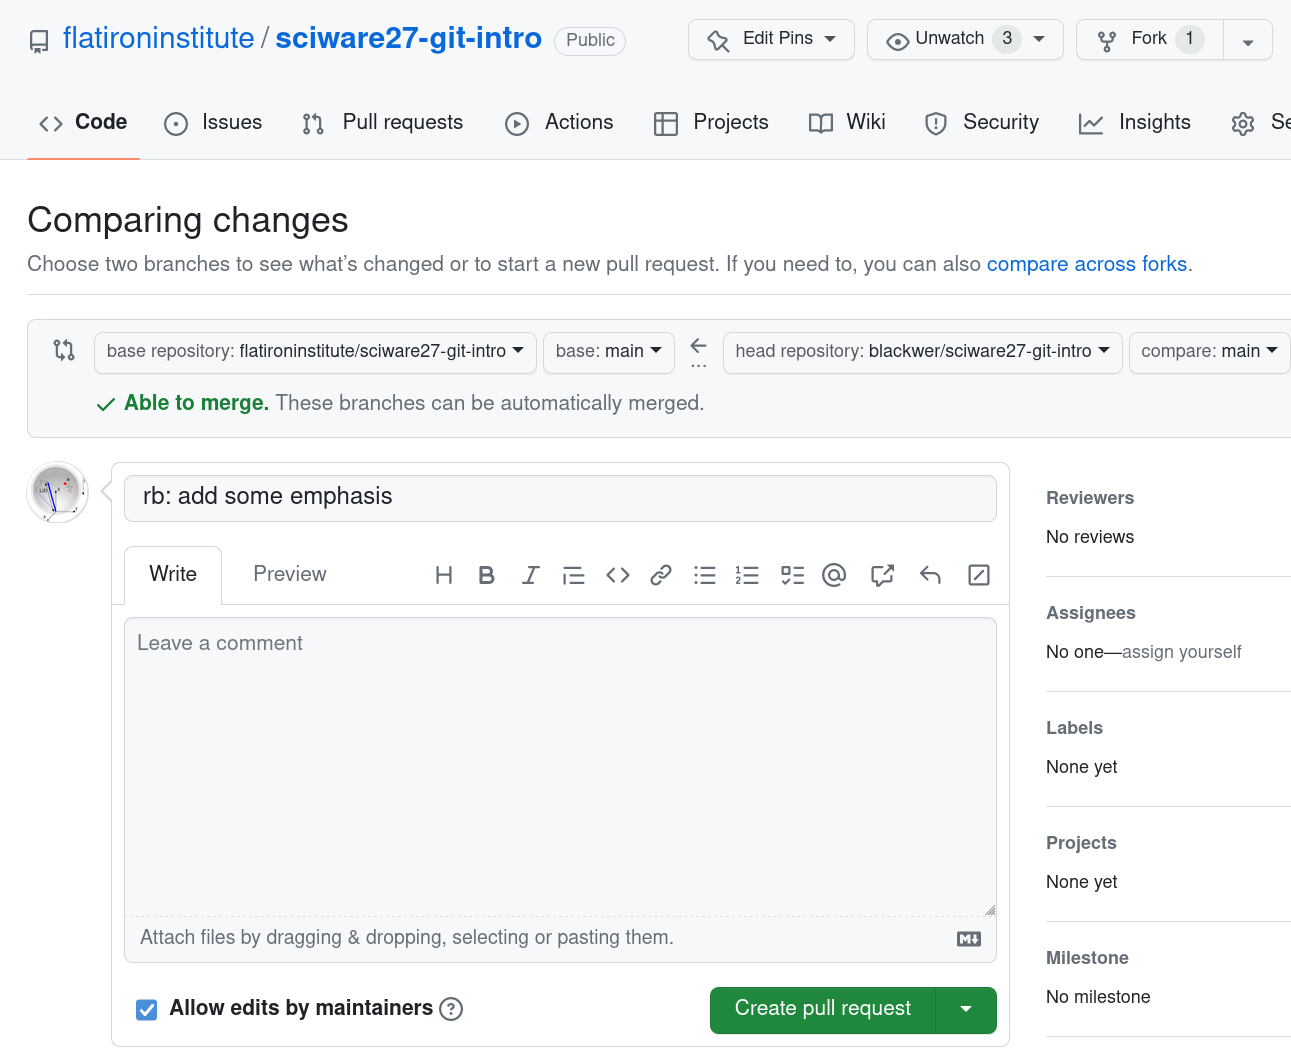 flatironinstitute / sciware27-git-intro Public Edit Pins Unwatch 3 Fork 1
Code Issues Pull requests Actions Projects Wiki Security Insights Se
Comparing changes
Choose two branches to see what's changed or to start a new pull request. If you need to, you can also compare across forks.
base repository: flatironinstitute/sciware27-git-intro base: main ... head repository: blackwer/sciware27-git-intro compare: main
Able to merge. These branches can be automatically merged.
rb: add some emphasis
Write Preview
Leave a comment
Attach files by dragging & dropping, selecting or pasting them.
Allow edits by maintainers
Create pull request
Reviewers
No reviews
Assignees
No one—assign yourself
Labels
None yet
Projects
None yet
Milestone
No milestone